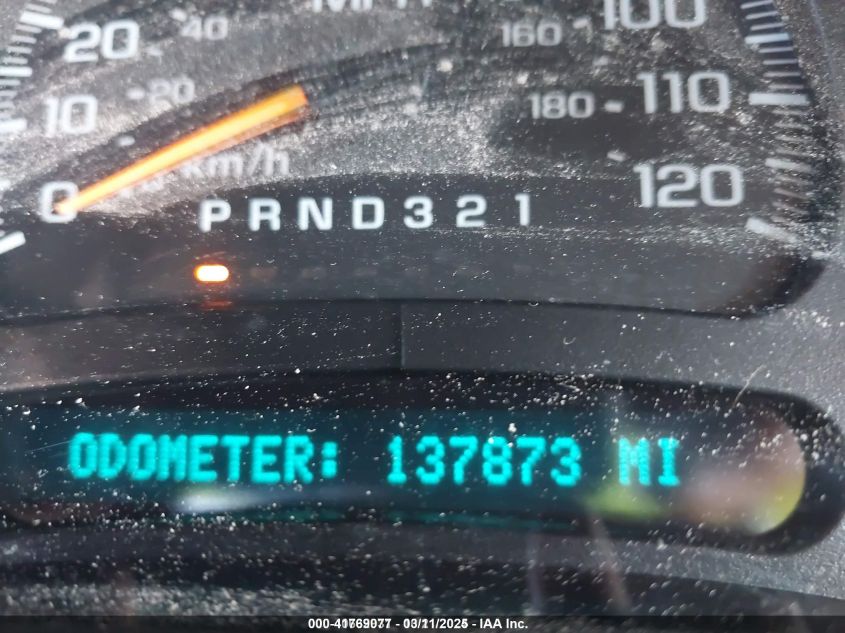 MPH 100
20 40 160
10 20 180 110
km/h
0 120
PRND321
ODOMETER: 137873 MI
000-41769077 - 03/11/2025 - IAA, Inc.